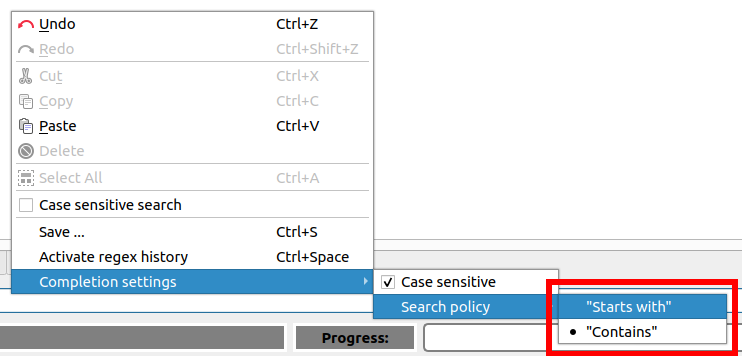 Undo Ctrl+Z
Redo Ctrl+Shift+Z
Cut Ctrl+X
Copy Ctrl+C
Paste Ctrl+V
Delete
Select All Ctrl+A
Case sensitive search
Save ... Ctrl+S
Activate regex history Ctrl+Space
Completion settings
Case sensitive
Search policy
"Starts with"
"Contains"
Progress: